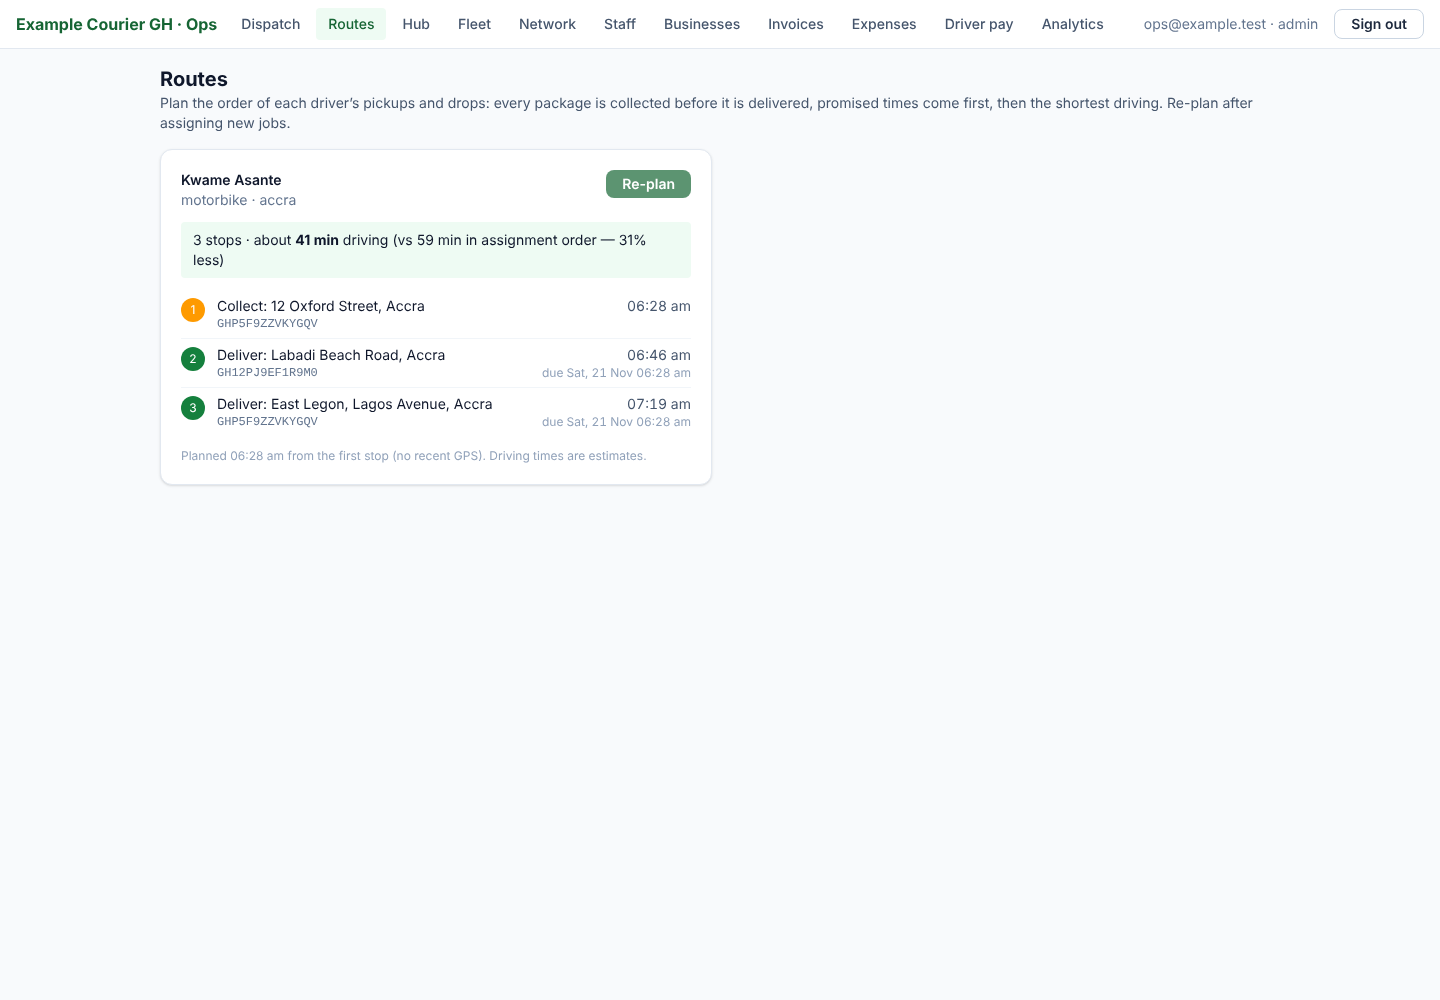 Example Courier GH · Ops Dispatch Routes Hub Fleet Network Staff Businesses Invoices Expenses Driver pay Analytics ops@example.test · admin Sign out
Routes
Plan the order of each driver’s pickups and drops: every package is collected before it is delivered, promised times come first, then the shortest driving. Re-plan after
assigning new jobs.
Kwame Asante Re-plan
motorbike · accra
3 stops · about 41 min driving (vs 59 min in assignment order — 31%
less)
1 Collect: 12 Oxford Street, Accra 06:28 am
GHP5F9ZZVKYGQV
2 Deliver: Labadi Beach Road, Accra 06:46 am
GH12PJ9EF1R9M0 due Sat, 21 Nov 06:28 am
3 Deliver: East Legon, Lagos Avenue, Accra 07:19 am
GHP5F9ZZVKYGQV due Sat, 21 Nov 06:28 am
Planned 06:28 am from the first stop (no recent GPS). Driving times are estimates.